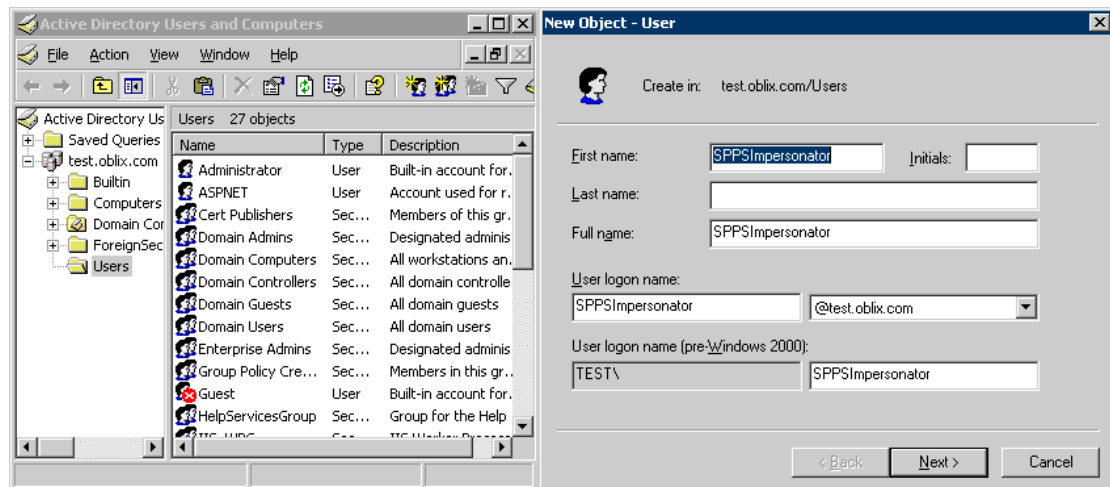 Active Directory Users and Computers
File Action View Window Help
Active Directory Us
Saved Queries
test.oblix.com
Builtin
Computers
Domain Cor
ForeignSec
Users
Users 27 objects
Name Type Description
Administrator User Built-in account for.
ASPNET User Account used for r.
Cert Publishers Sec... Members of this gr.
Domain Admins Sec... Designated adminis
Domain Computers Sec... All workstations an.
Domain Controllers Sec... All domain controlle
Domain Guests Sec... All domain guests
Domain Users Sec... All domain users
Enterprise Admins Sec... Designated adminis
Group Policy Cre... Sec... Members in this gr..
Guest User Built-in account for.
HelpServicesGroup Sec... Group for the Help
New Object - User
Create in: test.oblix.com/Users
First name: SPPSImpersonator Initials:
Last name:
Full name: SPPSImpersonator
User logon name:
SPPSImpersonator @test.oblix.com
User logon name (pre-Windows 2000):
TEST\ SPPSImpersonator
< Back Next > Cancel